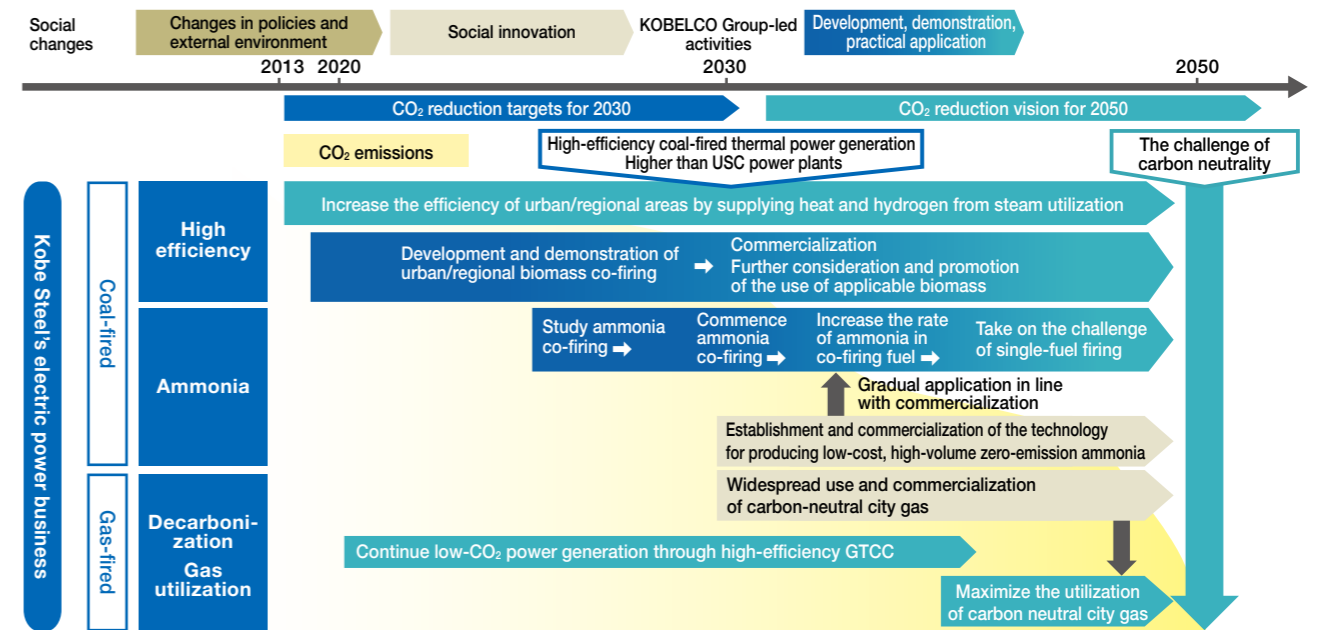 Social
changes
Changes in policies and
external environment
Social innovation
KOBELCO Group-led
activities
Development, demonstration,
practical application
2013 2020 2030 2050
CO₂ reduction targets for 2030
CO₂ reduction vision for 2050
CO₂ emissions
High-efficiency coal-fired thermal power generation
Higher than USC power plants
The challenge of
carbon neutrality
Kobe Steel's electric power business
Coal-fired
High
efficiency
Increase the efficiency of urban/regional areas by supplying heat and hydrogen from steam utilization
Development and demonstration of
urban/regional biomass co-firing ➡
Commercialization
Further consideration and promotion
of the use of applicable biomass
Ammonia
Study ammonia
co-firing ➡
Commence
ammonia
co-firing ➡
Increase the rate
of ammonia in
co-firing fuel ➡
Take on the challenge
of single-fuel firing
Gradual application in line
with commercialization
Establishment and commercialization of the technology
for producing low-cost, high-volume zero-emission ammonia
Gas-fired
Decarboni-
zation
Gas
utilization
Widespread use and commercialization
of carbon-neutral city gas
Continue low-CO₂ power generation through high-efficiency GTCC
Maximize the utilization
of carbon neutral city gas